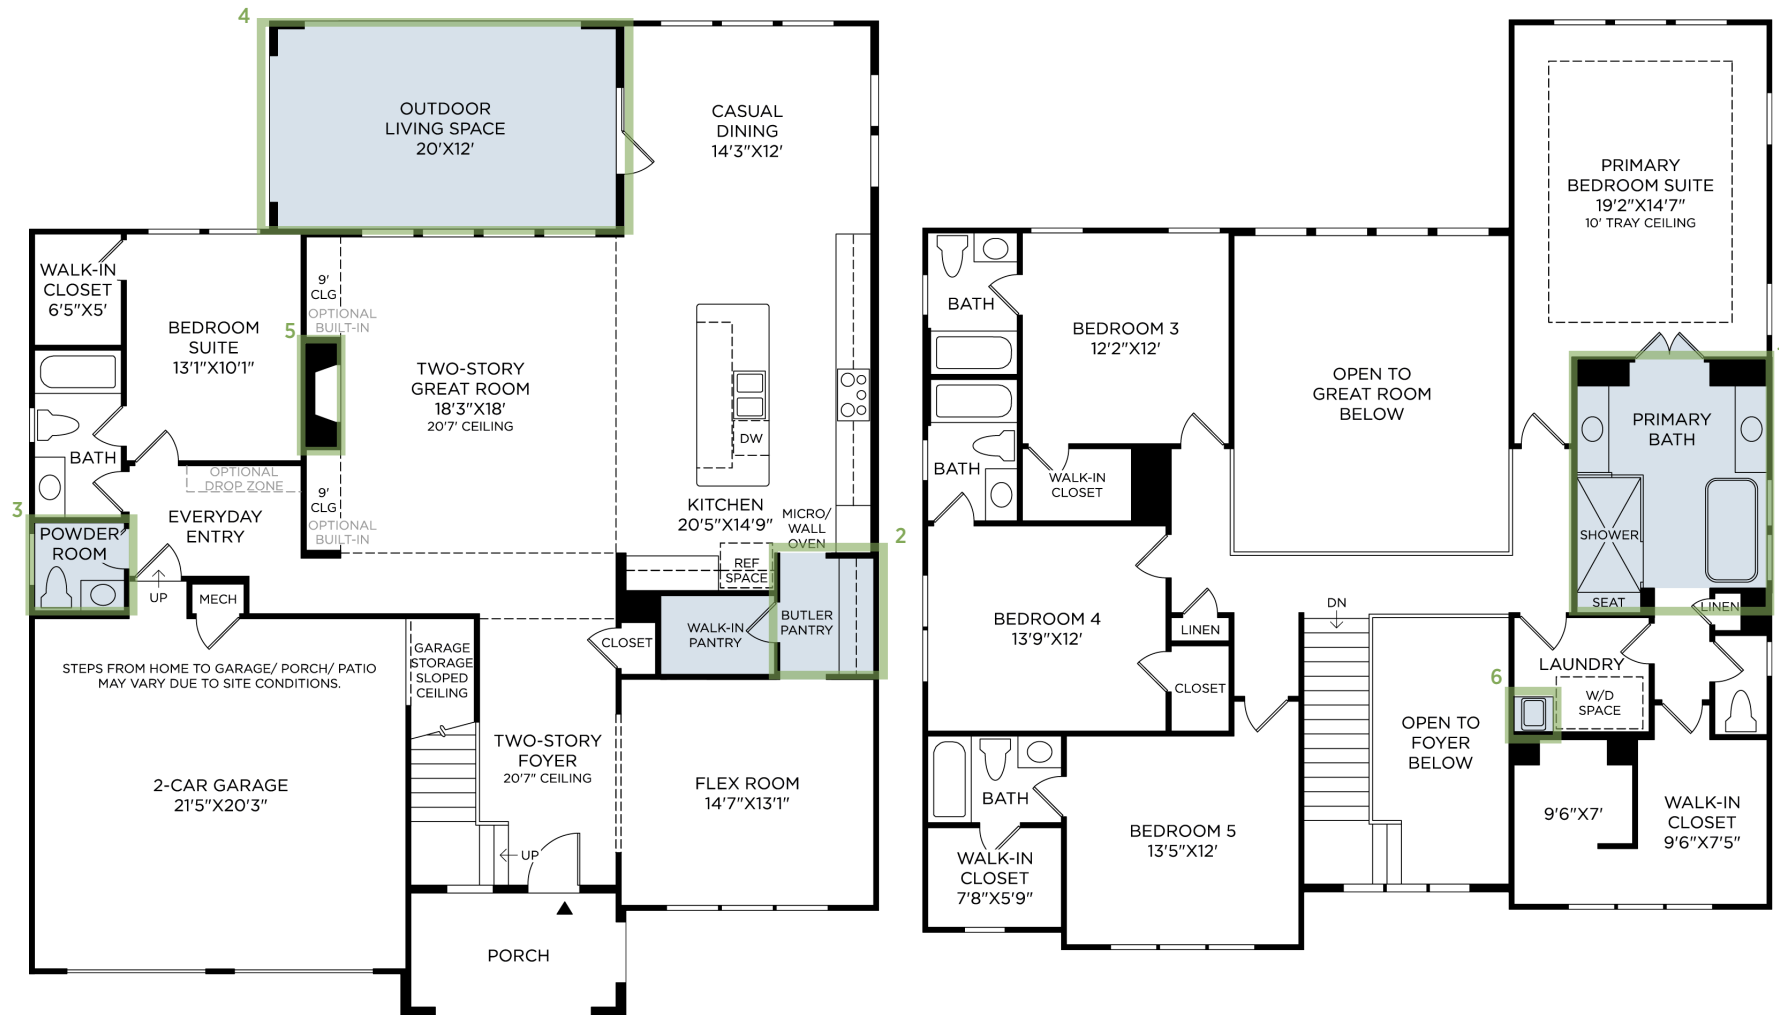 4
OUTDOOR
LIVING SPACE
20'X12'
CASUAL
DINING
14'3"X12'
WALK-IN
CLOSET
6'5"X5'
BEDROOM
SUITE
13'1"X10'1"
9'
CLG
OPTIONAL
BUILT-IN
5
TWO-STORY
GREAT ROOM
18'3"X18'
20'7' CEILING
DW
BATH
OPTIONAL
DROP ZONE
9'
CLG
OPTIONAL
BUILT-IN
KITCHEN
20'5"X14'9"
MICRO/
WALL
OVEN
2
3
POWDER
ROOM
EVERYDAY
ENTRY
UP
MECH
REF
SPACE
WALK-IN
PANTRY
BUTLER
PANTRY
CLOSET
GARAGE
STORAGE
SLOPED
CEILING
STEPS FROM HOME TO GARAGE/ PORCH/ PATIO
MAY VARY DUE TO SITE CONDITIONS.
2-CAR GARAGE
21'5"X20'3"
TWO-STORY
FOYER
20'7" CEILING
UP
FLEX ROOM
14'7"X13'1"
PORCH
PRIMARY
BEDROOM SUITE
19'2"X14'7"
10' TRAY CEILING
BATH
BEDROOM 3
12'2"X12'
OPEN TO
GREAT ROOM
BELOW
PRIMARY
BATH
BATH
WALK-IN
CLOSET
SHOWER
SEAT
LINEN
BEDROOM 4
13'9"X12'
LINEN
CLOSET
DN
LAUNDRY
W/D
SPACE
6
OPEN TO
FOYER
BELOW
BATH
WALK-IN
CLOSET
7'8"X5'9"
BEDROOM 5
13'5"X12'
9'6"X7'
WALK-IN
CLOSET
9'6"X7'5"